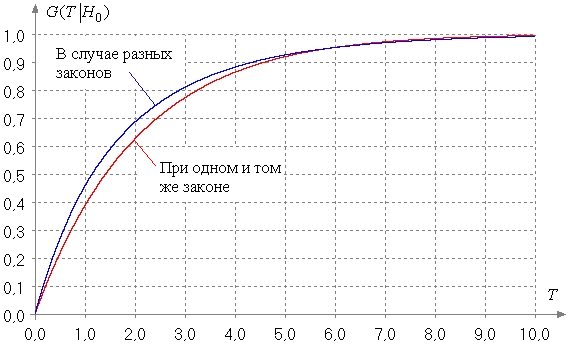 G(T|H₀)
1,0
В случае разных
законов
0,9
0,8
0,7
0,6
При одном и том
же законе
0,5
0,4
0,3
0,2
0,1
T
0,0
0,0 1,0 2,0 3,0 4,0 5,0 6,0 7,0 8,0 9,0 10,0